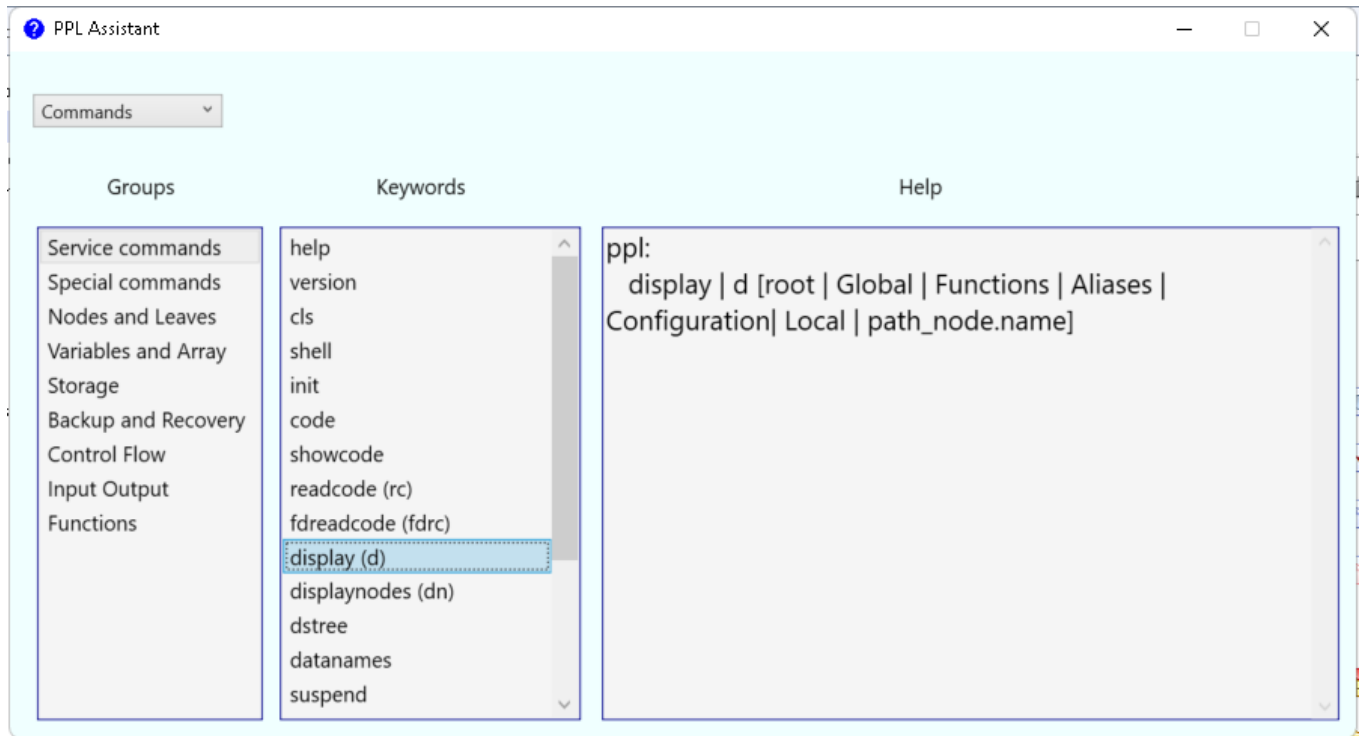 PPL Assistant
Commands
Groups
Keywords
Help
Service commands
Special commands
Nodes and Leaves
Variables and Array
Storage
Backup and Recovery
Control Flow
Input Output
Functions
help
version
cls
shell
init
code
showcode
readcode (rc)
fdreadcode (fdrc)
display (d)
displaynodes (dn)
dstree
datanames
suspend
ppl:
display | d [root | Global | Functions | Aliases |
Configuration| Local | path_node.name]